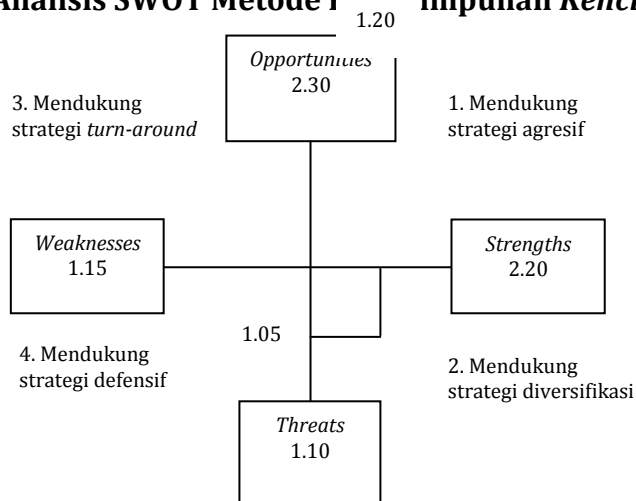 Analisis SWOT Metode
1.20
Opportunities
2.30
3. Mendukung
strategi turn-around
1. Mendukung
strategi agresif
Weaknesses
1.15
Strengths
2.20
1.05
4. Mendukung
strategi defensif
2. Mendukung
strategi diversifikasi
Threats
1.10